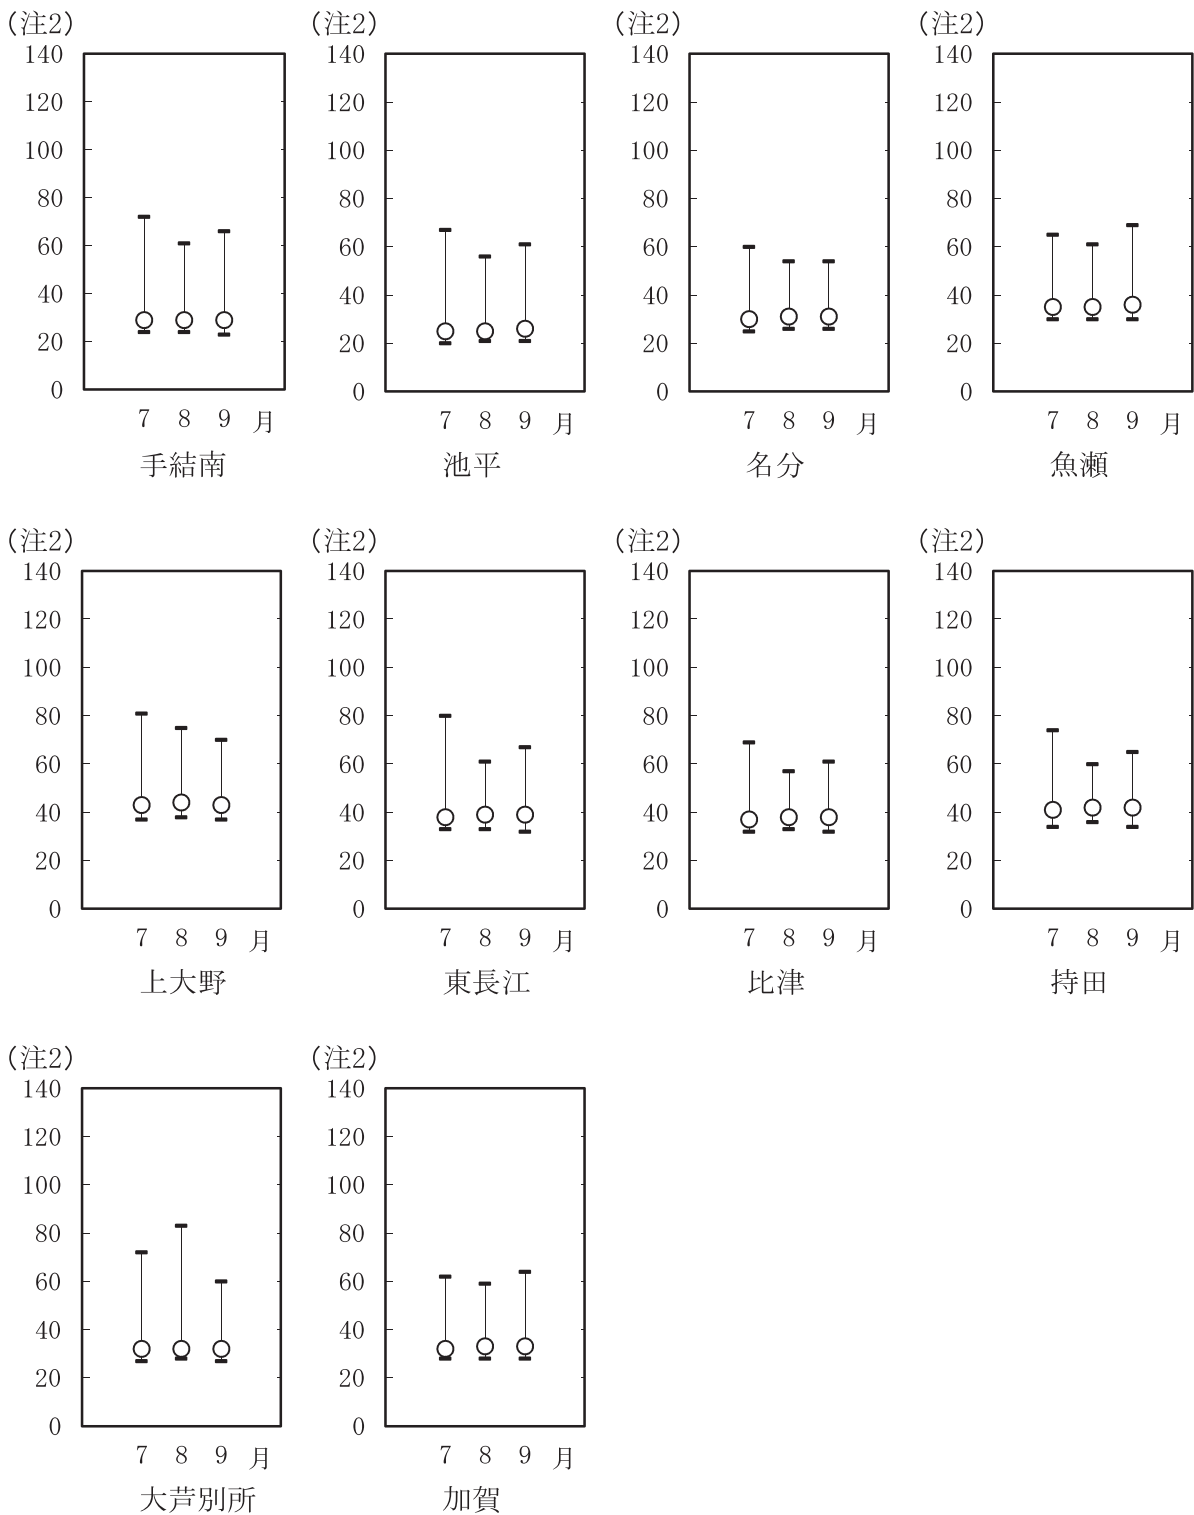 （注2） （注2） （注2） （注2）
140 140 140 140
120 120 120 120
100 100 100 100
80 80 80 80
60 60 60 60
40 40 40 40
20 20 20 20
0 0 0 0
7 8 9 月 7 8 9 月 7 8 9 月 7 8 9 月
手結南 池平 名分 魚瀬
（注2） （注2） （注2） （注2）
140 140 140 140
120 120 120 120
100 100 100 100
80 80 80 80
60 60 60 60
40 40 40 40
20 20 20 20
0 0 0 0
7 8 9 月 7 8 9 月 7 8 9 月 7 8 9 月
上大野 東長江 比津 持田
（注2） （注2）
140 140
120 120
100 100
80 80
60 60
40 40
20 20
0 0
7 8 9 月 7 8 9 月
大芦別所 加賀